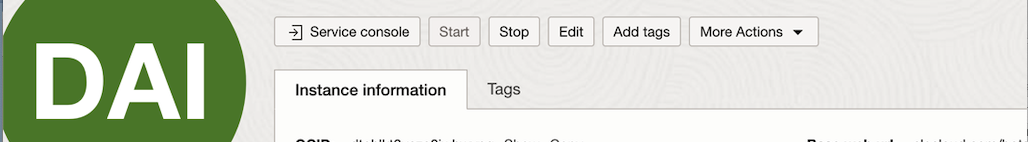 DAI
Service console Start Stop Edit Add tags More Actions
Instance information Tags